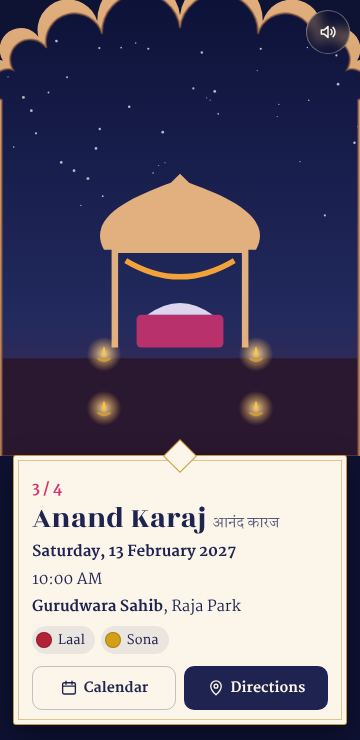 3 / 4
Anand Karaj आनंद कारज
Saturday, 13 February 2027
10:00 AM
Gurudwara Sahib, Raja Park
Laal Sona
Calendar Directions